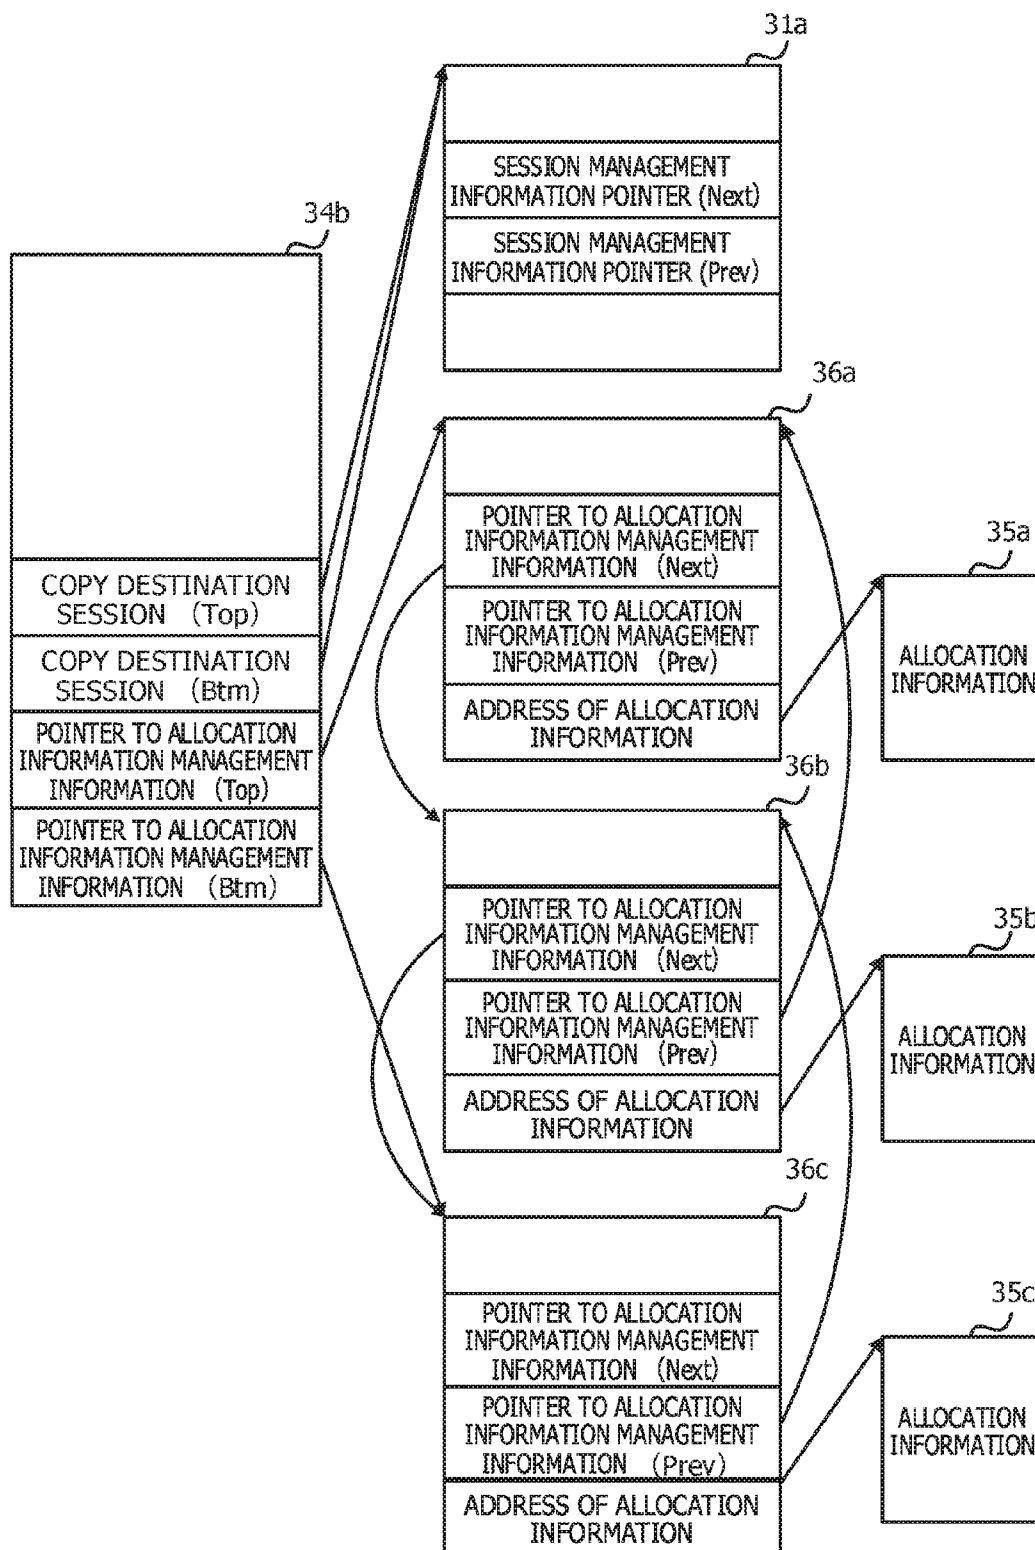 31a
SESSION MANAGEMENT
INFORMATION POINTER (Next)
SESSION MANAGEMENT
INFORMATION POINTER (Prev)
34b
COPY DESTINATION
SESSION (Top)
COPY DESTINATION
SESSION (Btm)
POINTER TO ALLOCATION
INFORMATION MANAGEMENT
INFORMATION (Top)
POINTER TO ALLOCATION
INFORMATION MANAGEMENT
INFORMATION (Btm)
36a
POINTER TO ALLOCATION
INFORMATION MANAGEMENT
INFORMATION (Next)
POINTER TO ALLOCATION
INFORMATION MANAGEMENT
INFORMATION (Prev)
ADDRESS OF ALLOCATION
INFORMATION
35a
ALLOCATION
INFORMATION
36b
POINTER TO ALLOCATION
INFORMATION MANAGEMENT
INFORMATION (Next)
POINTER TO ALLOCATION
INFORMATION MANAGEMENT
INFORMATION (Prev)
ADDRESS OF ALLOCATION
INFORMATION
35b
ALLOCATION
INFORMATION
36c
POINTER TO ALLOCATION
INFORMATION MANAGEMENT
INFORMATION (Next)
POINTER TO ALLOCATION
INFORMATION MANAGEMENT
INFORMATION (Prev)
ADDRESS OF ALLOCATION
INFORMATION
35c
ALLOCATION
INFORMATION